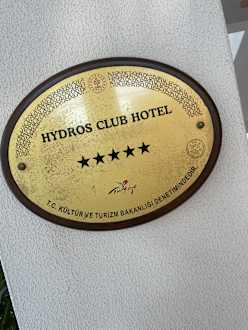 HYDROS CLUB HOTEL
★★★★★
Türkiye
T.C. KÜLTÜR VE TURİZM BAKANLIĞI DENETİMİNDEDİR.